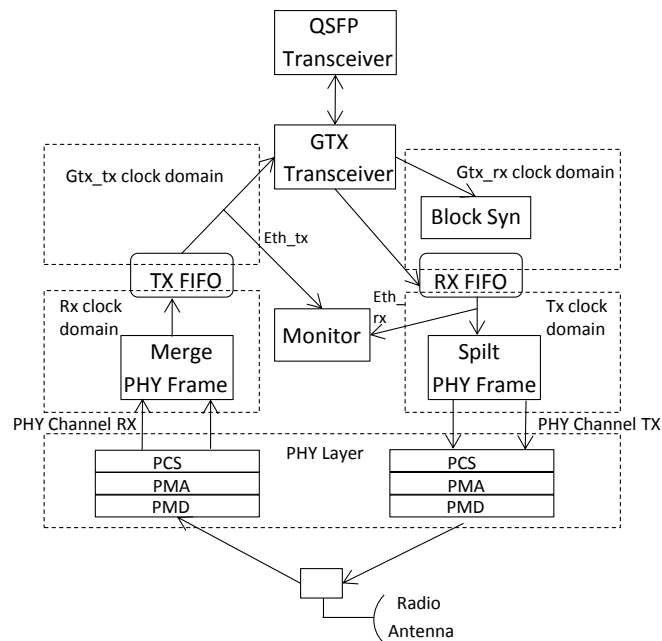 QSFP
Transceiver
GTX
Transceiver
Gtx_tx clock domain
Gtx_rx clock domain
Block Syn
Eth_tx
TX FIFO
RX FIFO
Eth_
rx
Rx clock
domain
Tx clock
domain
Monitor
Merge
PHY Frame
Spilt
PHY Frame
PHY Channel RX
PHY Channel TX
PHY Layer
PCS
PMA
PMD
PCS
PMA
PMD
Radio
Antenna